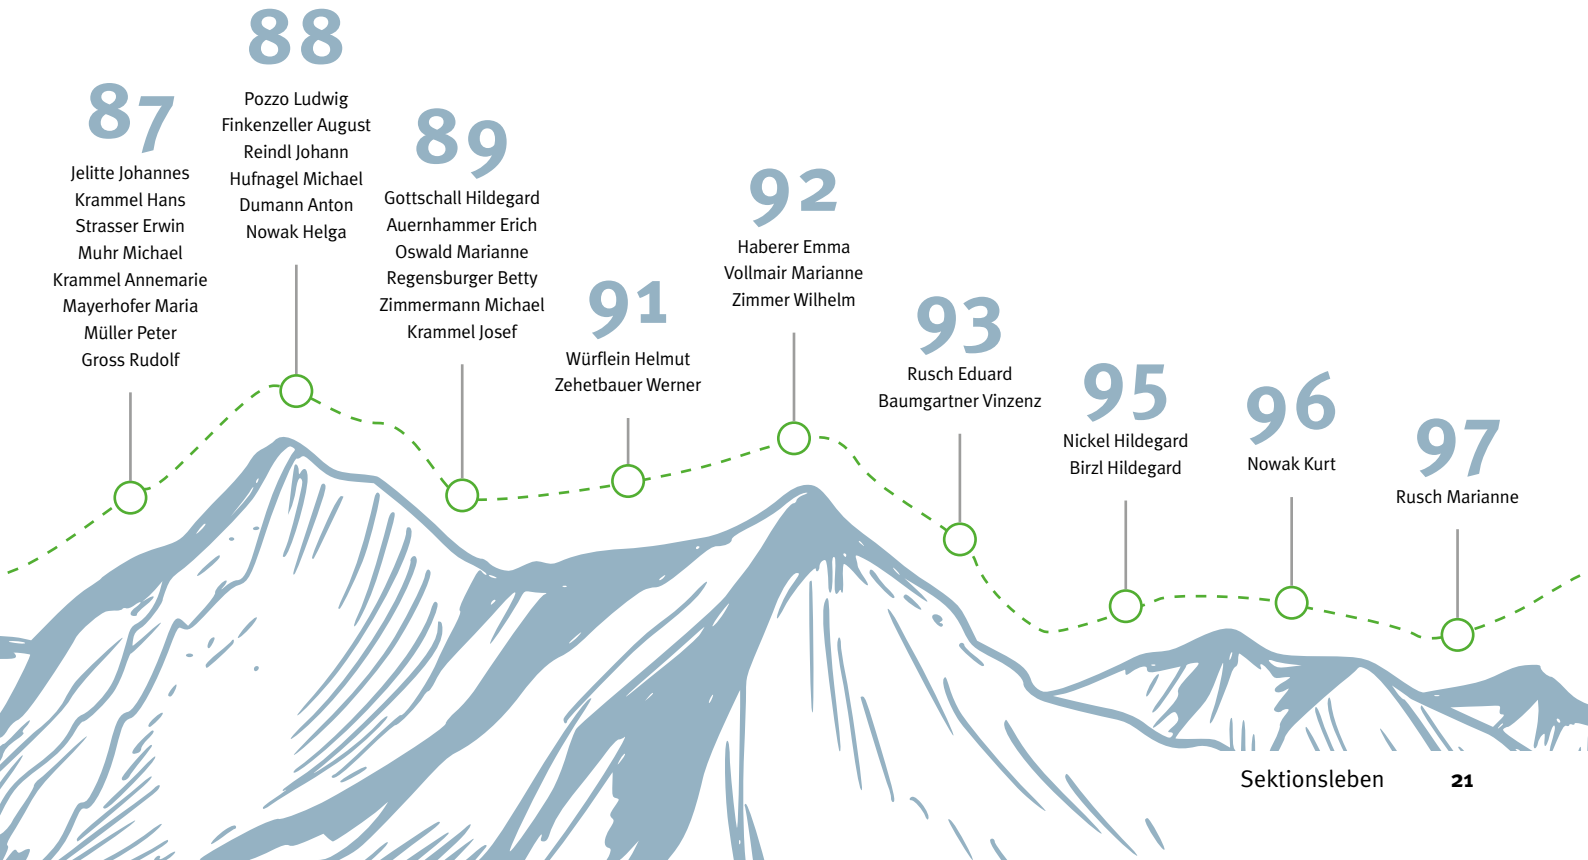 87
Jelitte Johannes
Krammel Hans
Strasser Erwin
Muhr Michael
Krammel Annemarie
Mayerhofer Maria
Müller Peter
Gross Rudolf
88
Pozzo Ludwig
Finkenzeller August
Reindl Johann
Hufnagel Michael
Dumann Anton
Nowak Helga
89
Gottschall Hildegard
Auernhammer Erich
Oswald Marianne
Regensburger Betty
Zimmermann Michael
Krammel Josef
91
Würflein Helmut
Zehetbauer Werner
92
Haberer Emma
Vollmair Marianne
Zimmer Wilhelm
93
Rusch Eduard
Baumgartner Vinzenz
95
Nickel Hildegard
Birzl Hildegard
96
Nowak Kurt
97
Rusch Marianne
Sektionsleben 21